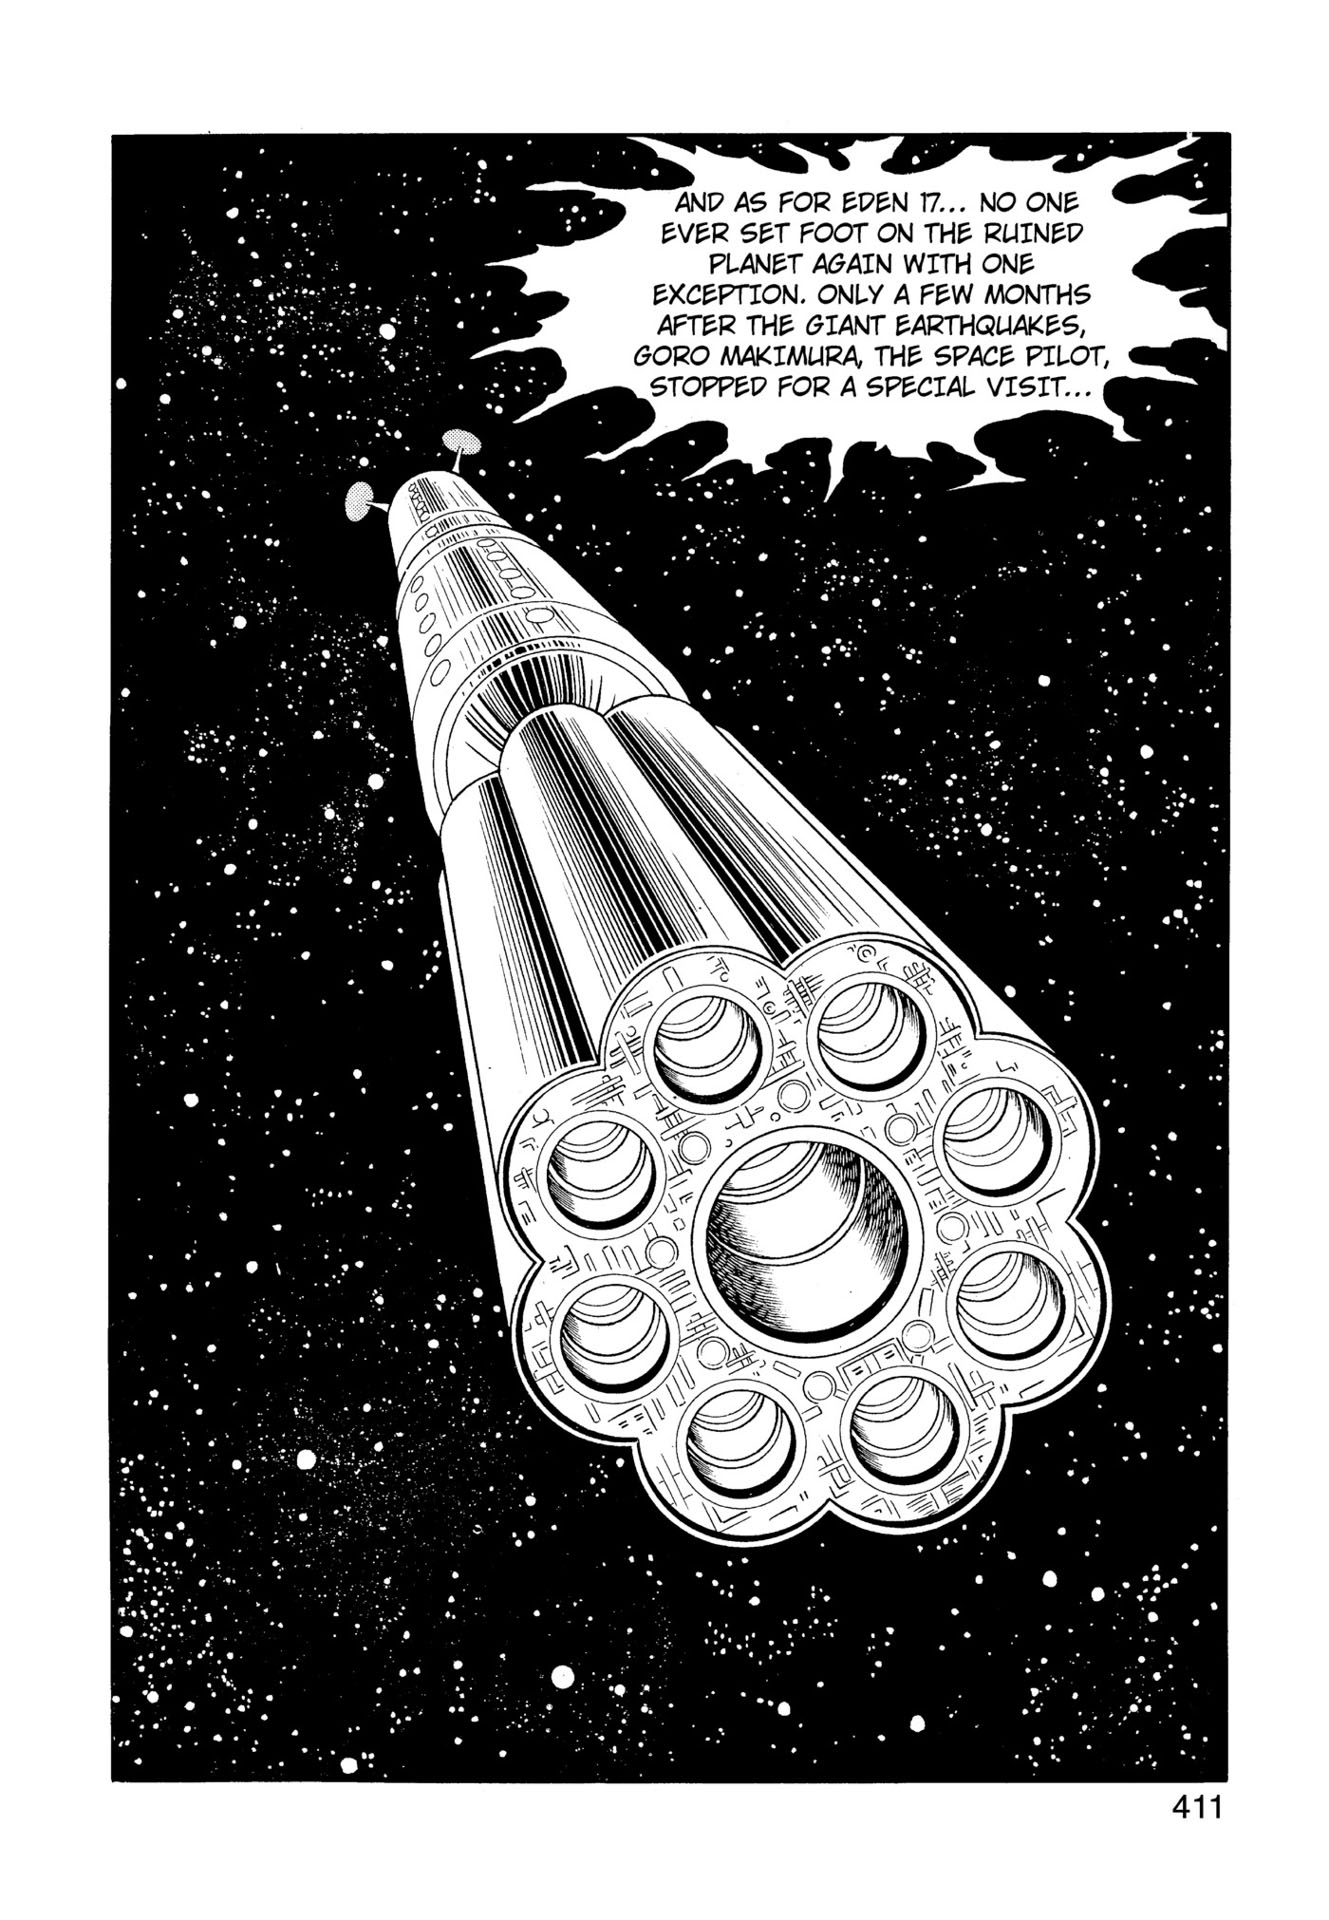 AND AS FOR EDEN 17... NO ONE
EVER SET FOOT ON THE RUINED
PLANET AGAIN WITH ONE
EXCEPTION. ONLY A FEW MONTHS
AFTER THE GIANT EARTHQUAKES,
GORO MAKIMURA, THE SPACE PILOT,
STOPPED FOR A SPECIAL VISIT...
411